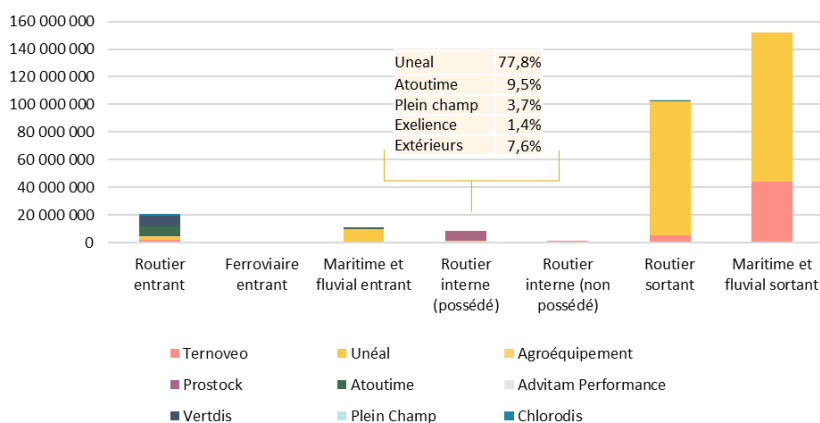 160 000 000
140 000 000
120 000 000
100 000 000
80 000 000
60 000 000
40 000 000
20 000 000
0
Uneal 77,8%
Atoutime 9,5%
Plein champ 3,7%
Exelience 1,4%
Extérieurs 7,6%
Routier
entrant
Ferroviaire
entrant
Maritime et
fluvial entrant
Routier
interne
(possédé)
Routier
interne (non
possédé)
Routier
sortant
Maritime et
fluvial sortant
Ternoveo
Unéal
Agroéquipement
Prostock
Atoutime
Advitam Performance
Vertdis
Plein Champ
Chlorodis